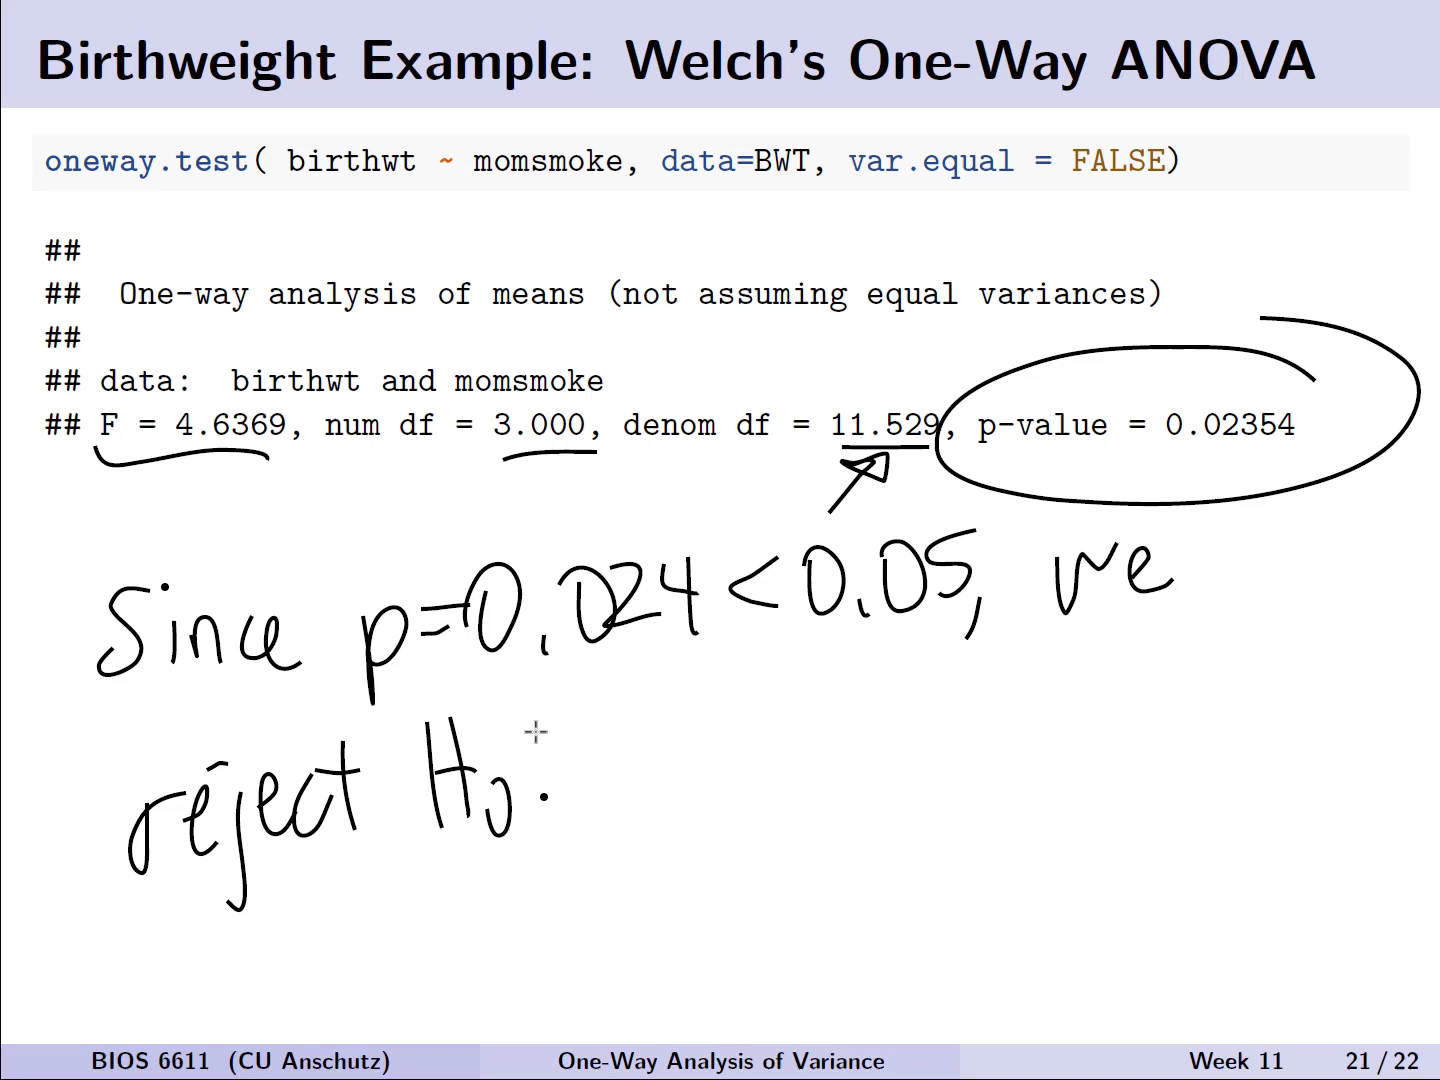 Birthweight Example: Welch's One-Way ANOVA
oneway.test( birthwt ~ momsmoke, data=BWT, var.equal = FALSE)
##
## One-way analysis of means (not assuming equal variances)
##
## data: birthwt and momsmoke
## F = 4.6369, num df = 3.000, denom df = 11.529, p-value = 0.02354
Since p=0.024 < 0.05, we
reject H0.
BIOS 6611 (CU Anschutz) One-Way Analysis of Variance Week 11 21 / 22